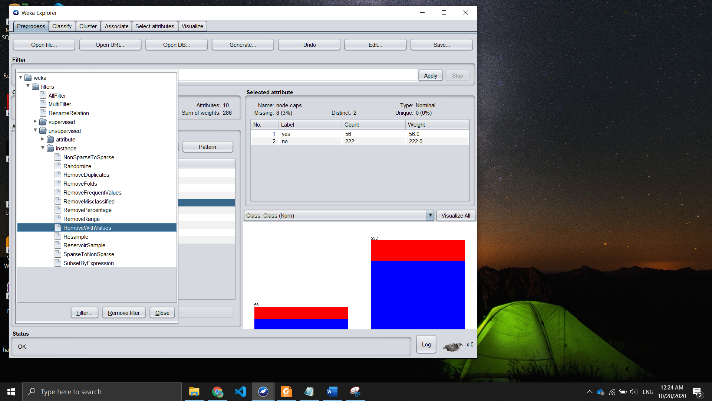 Weka Explorer
Preprocess Classify Cluster Associate Select attributes Visualize
Open file... Open URL... Open DB... Generate... Undo Edit... Save...
Filter
Apply Stop
weka
filters
AllFilter
MultiFilter
RenameRelation
supervised
unsupervised
attribute
instance
NonSparseToSparse
Randomize
RemoveDuplicates
RemoveFolds
RemoveFrequentValues
RemoveMisclassified
RemovePercentage
RemoveRange
RemoveWithValues
Resample
ReservoirSample
SparseToNonSparse
SubsetByExpression
Filter... Remove filter Close
Attributes: 10
Sum of weights: 286
Pattern
Selected attribute
Name: node-caps Type: Nominal
Missing: 8 (3%) Distinct: 2 Unique: 0 (0%)
No. Label Count Weight
1 yes 56 56.0
2 no 222 222.0
Class: Class (Nom) Visualize All
Status
OK
Log x 0
Type here to search
ENG
12:24 AM
10/28/2020